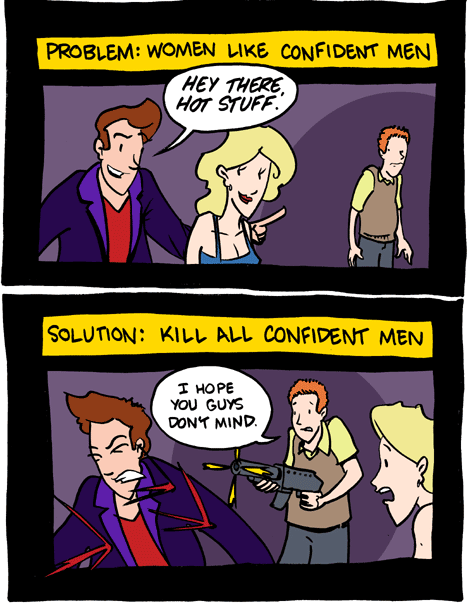 PROBLEM: WOMEN LIKE CONFIDENT MEN
HEY THERE,
HOT STUFF.
SOLUTION: KILL ALL CONFIDENT MEN
I HOPE
YOU GUYS
DON'T MIND.